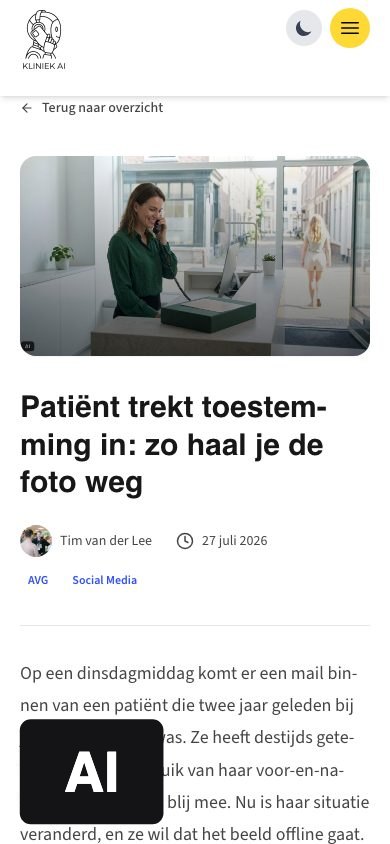 KLINIEK AI
Terug naar overzicht
AI
Patiënt trekt toestem-
ming in: zo haal je de
foto weg
Tim van der Lee
27 juli 2026
AVG
Social Media
Op een dinsdagmiddag komt er een mail bin-
nen van een patiënt die twee jaar geleden bij
was. Ze heeft destijds gete-
van haar voor-en-na-
blij mee. Nu is haar situatie
veranderd, en ze wil dat het beeld offline gaat.
AI